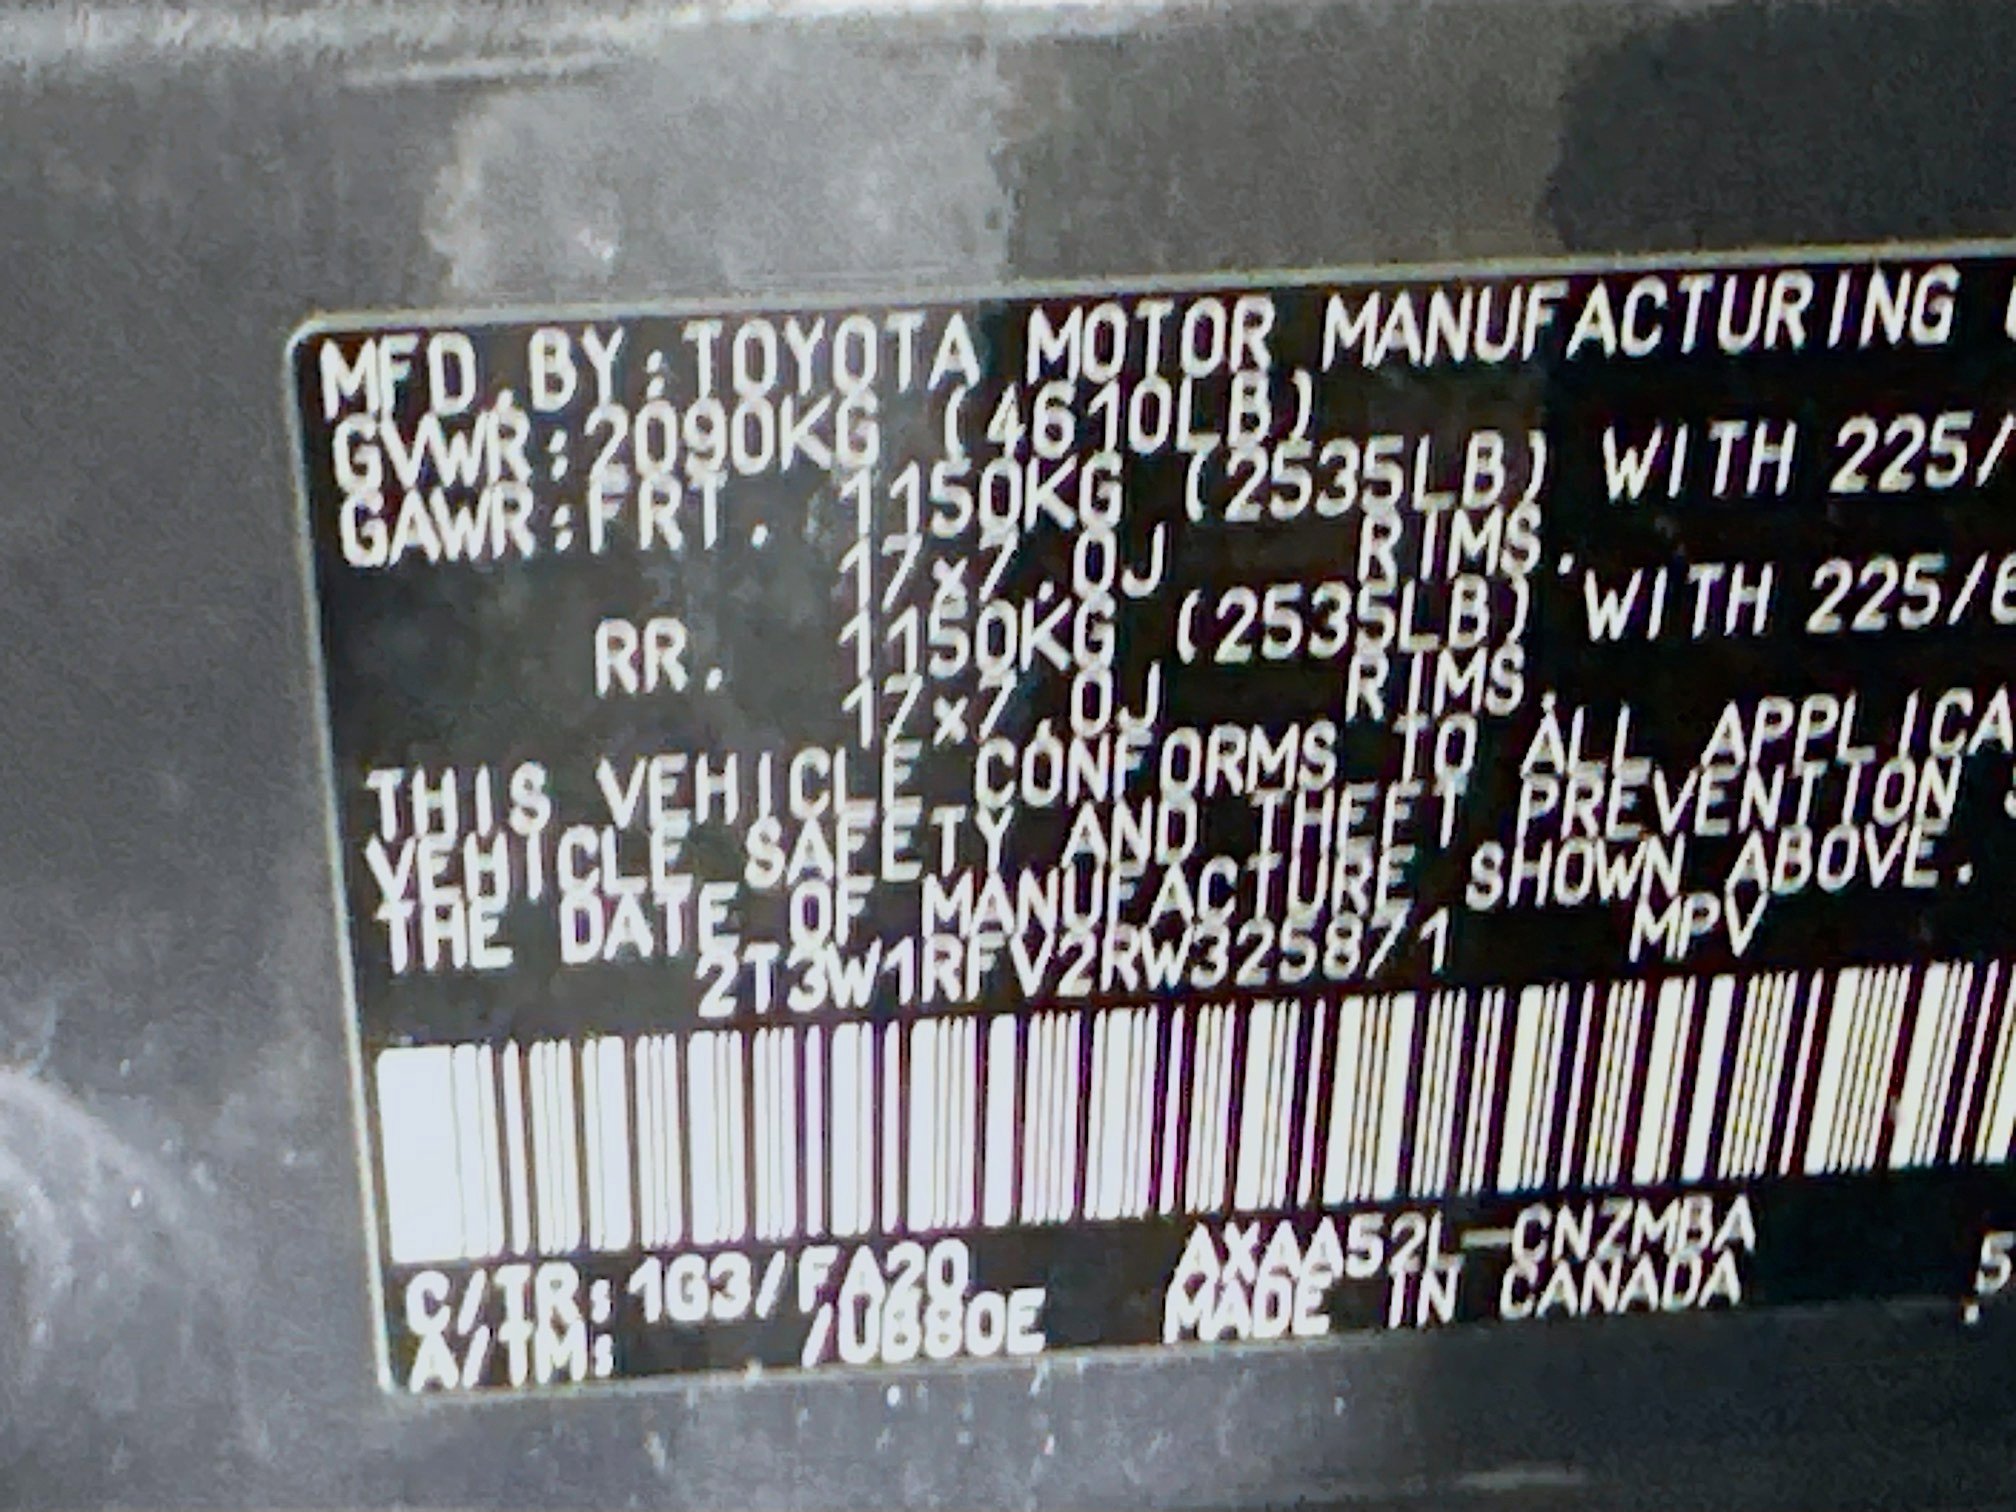 MFD.BY:TOYOTA MOTOR MANUFACTURING
GVWR:2090KG (4610LB)
GAWR:FRT. 1150KG (2535LB) WITH 225/
17x7.0J RIMS.
RR. 1150KG (2535LB) WITH 225/6
17x7.0J RIMS.
THIS VEHICLE CONFORMS TO ALL APPLICA
VEHICLE SAFETY AND THEFT PREVENTION
THE DATE OF MANUFACTURE SHOWN ABOVE.
2T3W1RFV2RW325871 MPV
C/TR:1G3/FA20 AXAA52L-CNZMBA
A/TM: /UB80E MADE IN CANADA